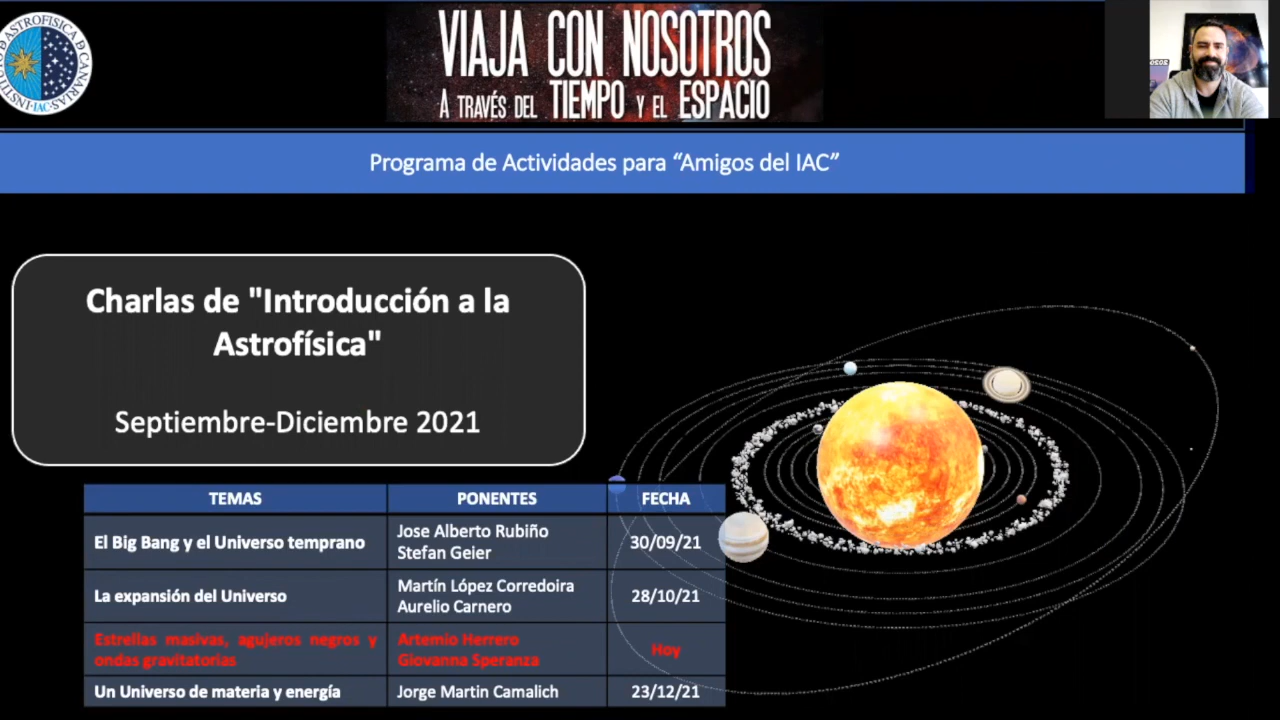 INSTITUTO D ASTROFISICA D CANARIAS · IAC ·
VIAJA CON NOSOTROS
A TRAVÉS DEL TIEMPO Y EL ESPACIO
Programa de Actividades para “Amigos del IAC”
Charlas de "Introducción a la
Astrofísica"
Septiembre-Diciembre 2021
TEMAS PONENTES FECHA
El Big Bang y el Universo temprano
Jose Alberto Rubiño
Stefan Geier
30/09/21
La expansión del Universo
Martín López Corredoira
Aurelio Carnero
28/10/21
Estrellas masivas, agujeros negros y
ondas gravitatorias
Artemio Herrero
Giovanna Speranza
Hoy
Un Universo de materia y energía
Jorge Martin Camalich
23/12/21